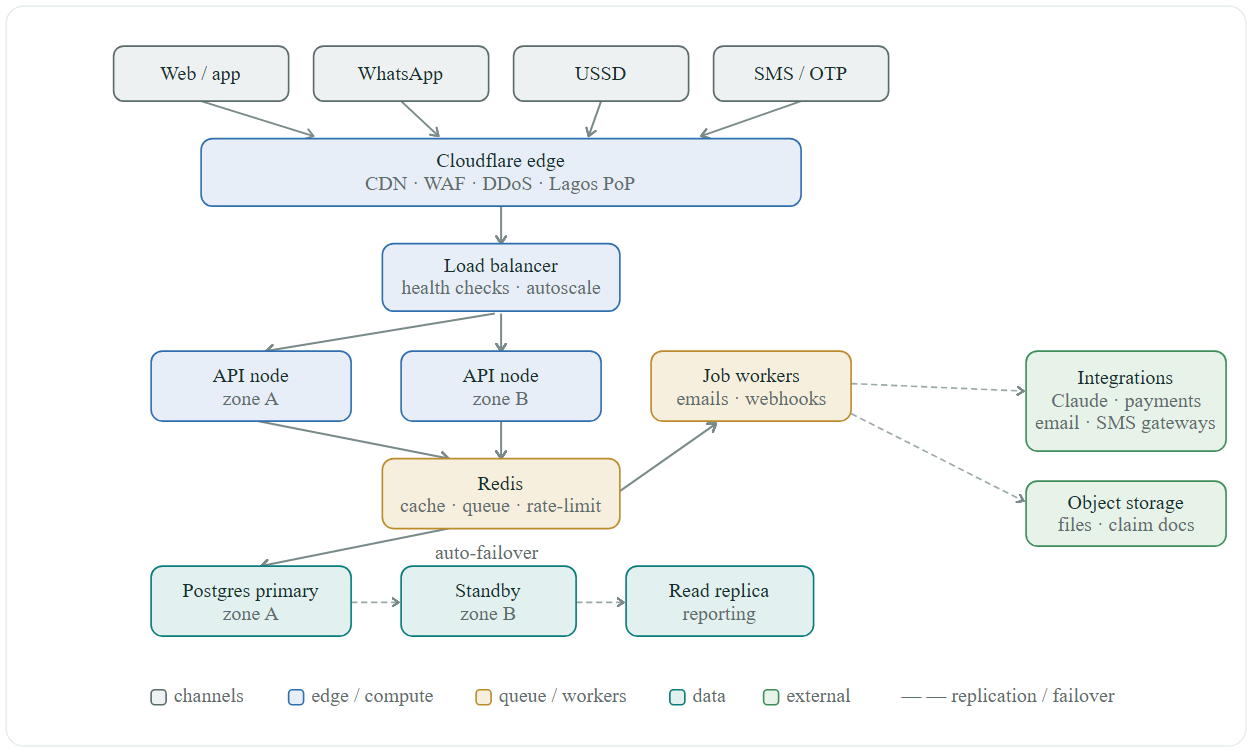 Web / app
WhatsApp
USSD
SMS / OTP
Cloudflare edge
CDN · WAF · DDoS · Lagos PoP
Load balancer
health checks · autoscale
API node
zone A
API node
zone B
Job workers
emails · webhooks
Integrations
Claude · payments
email · SMS gateways
Redis
cache · queue · rate-limit
Object storage
files · claim docs
auto-failover
Postgres primary
zone A
Standby
zone B
Read replica
reporting
channels
edge / compute
queue / workers
data
external
replication / failover